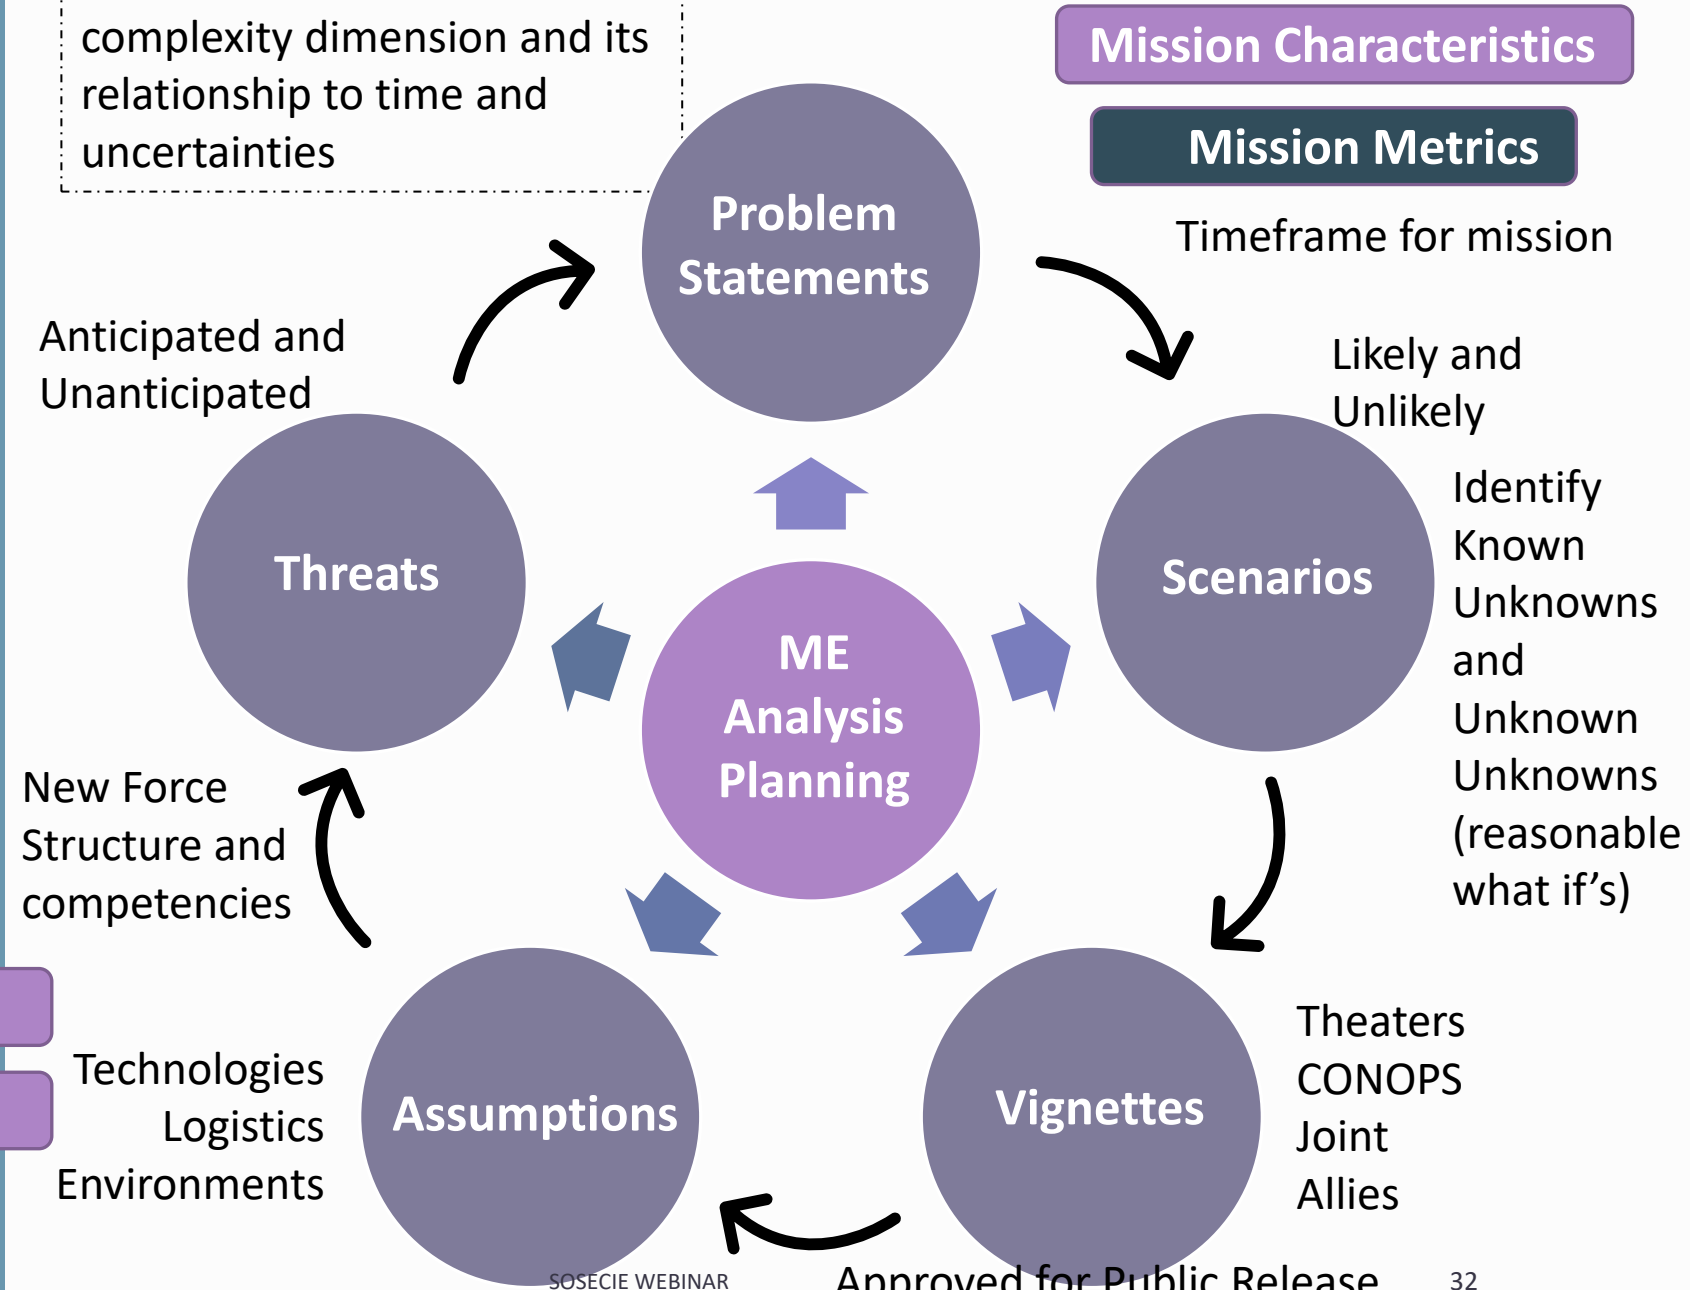 complexity dimension and its
relationship to time and
uncertainties
Mission Characteristics
Mission Metrics
Timeframe for mission
Problem
Statements
Anticipated and
Unanticipated
Likely and
Unlikely
Identify
Known
Unknowns
and
Unknown
Unknowns
(reasonable
what if’s)
Threats
Scenarios
ME
Analysis
Planning
New Force
Structure and
competencies
Technologies
Logistics
Environments
Assumptions
Vignettes
Theaters
CONOPS
Joint
Allies
SOSECIE WEBINAR
Approved for Public Release
32